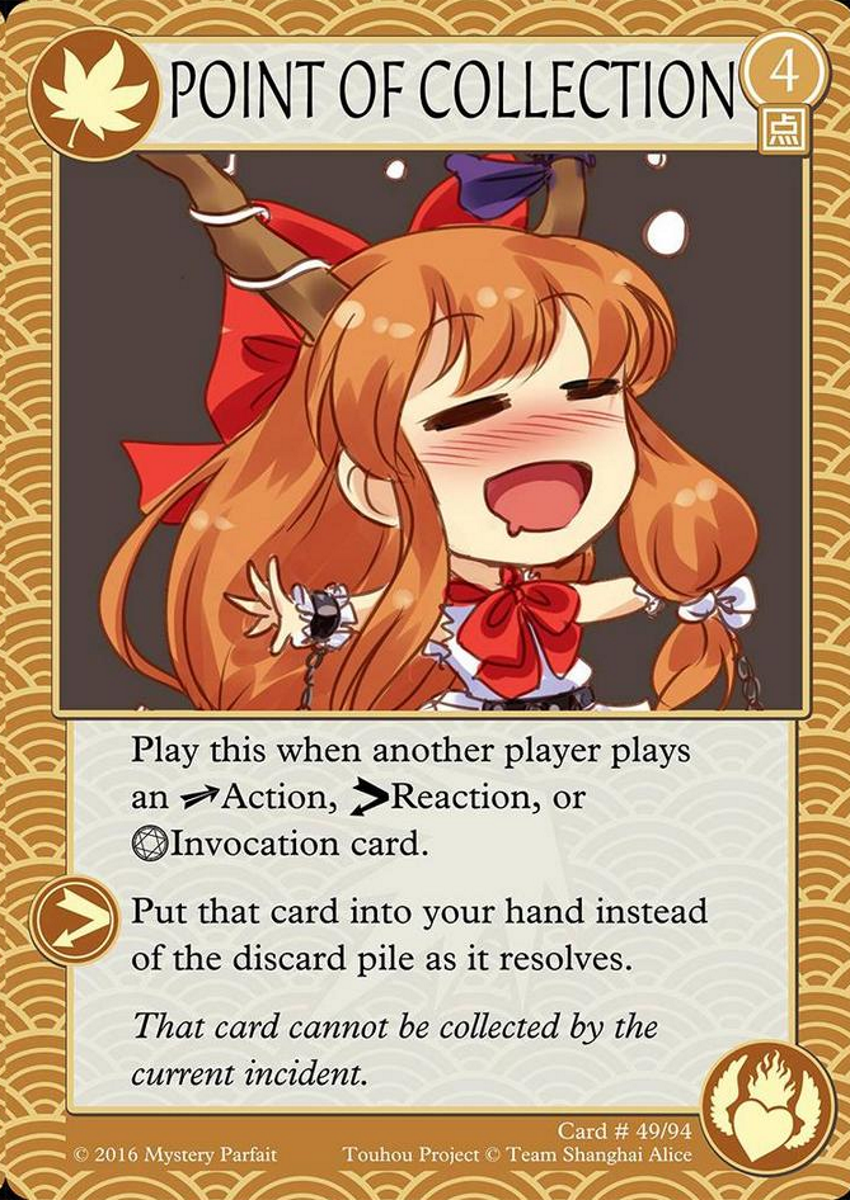 POINT OF COLLECTION
4
点
Play this when another player plays
an Action, Reaction, or
Invocation card.
Put that card into your hand instead
of the discard pile as it resolves.
That card cannot be collected by the
current incident.
Card # 49/94
© 2016 Mystery Parfait Touhou Project © Team Shanghai Alice